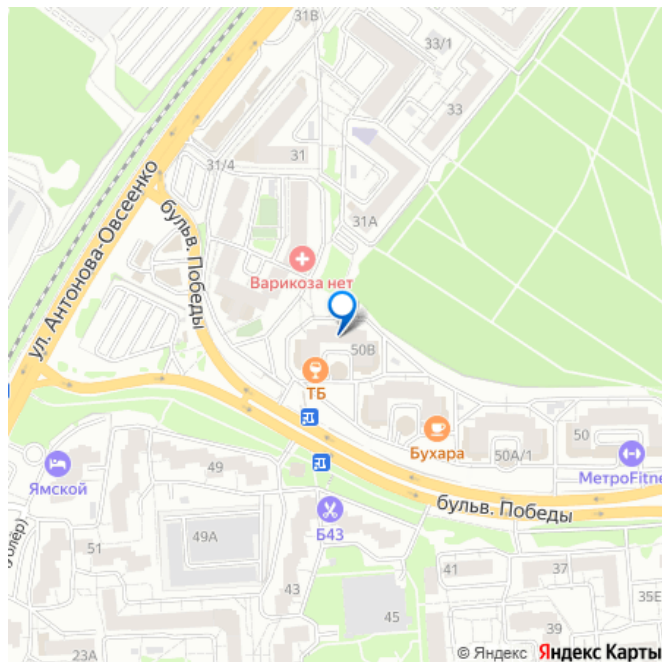 31В
33/1
33
31
31/4
31А
ул. Антонова-Овсеенко
бульв. Победы
Варикоза нет
50В
ТБ
Бухара
50А/1
50
МетроFitne
49
Ямской
бульв. Победы
Б43
49А
51
43
41
37
35Е
45
39
23А
© Яндекс Яндекс Карты